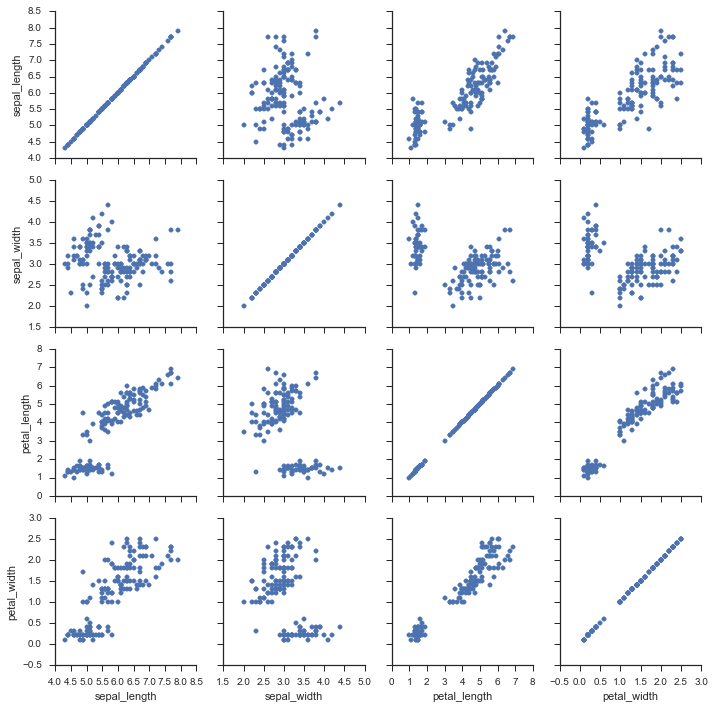 8.5
8.0
7.5
7.0
6.5
6.0
5.5
5.0
4.5
4.0
sepal_length
5.0
4.5
4.0
3.5
3.0
2.5
2.0
1.5
sepal_width
8
7
6
5
4
3
2
1
0
petal_length
3.0
2.5
2.0
1.5
1.0
0.5
0.0
−0.5
petal_width
4.0 4.5 5.0 5.5 6.0 6.5 7.0 7.5 8.0 8.5
sepal_length
1.5 2.0 2.5 3.0 3.5 4.0 4.5 5.0
sepal_width
0 1 2 3 4 5 6 7 8
petal_length
−0.5 0.0 0.5 1.0 1.5 2.0 2.5 3.0
petal_width